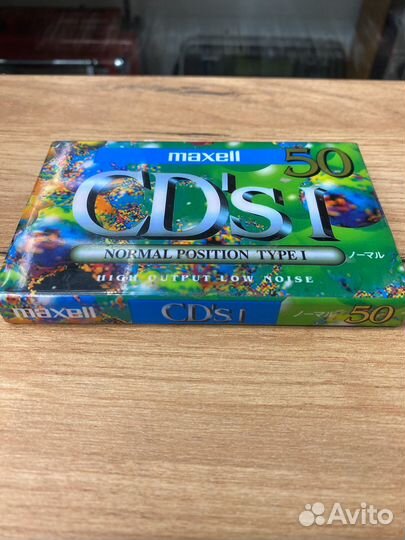 maxell 50
CD'S I
NORMAL POSITION TYPE I ノーマル
HIGH OUTPUT LOW NOISE
maxell CD'S I ノーマル 50
Avito